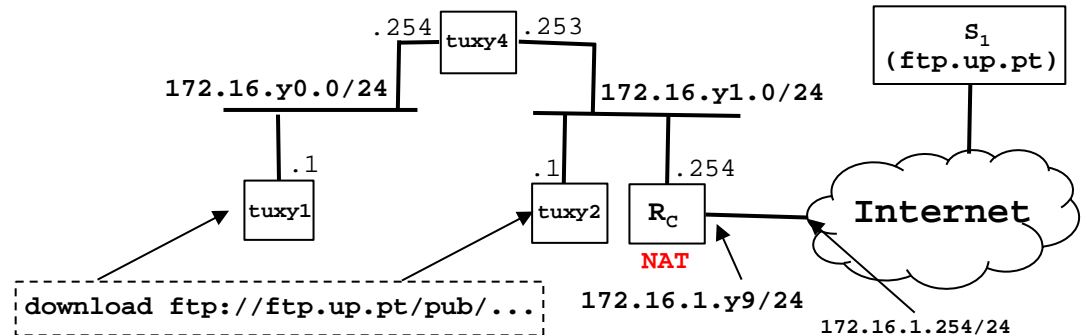 .254
tuxy4
.253
S1
(ftp.up.pt)
172.16.y0.0/24
172.16.y1.0/24
.1
.1
.254
tuxy1
tuxy2
RC
Internet
NAT
download ftp://ftp.up.pt/pub/...
172.16.1.y9/24
172.16.1.254/24